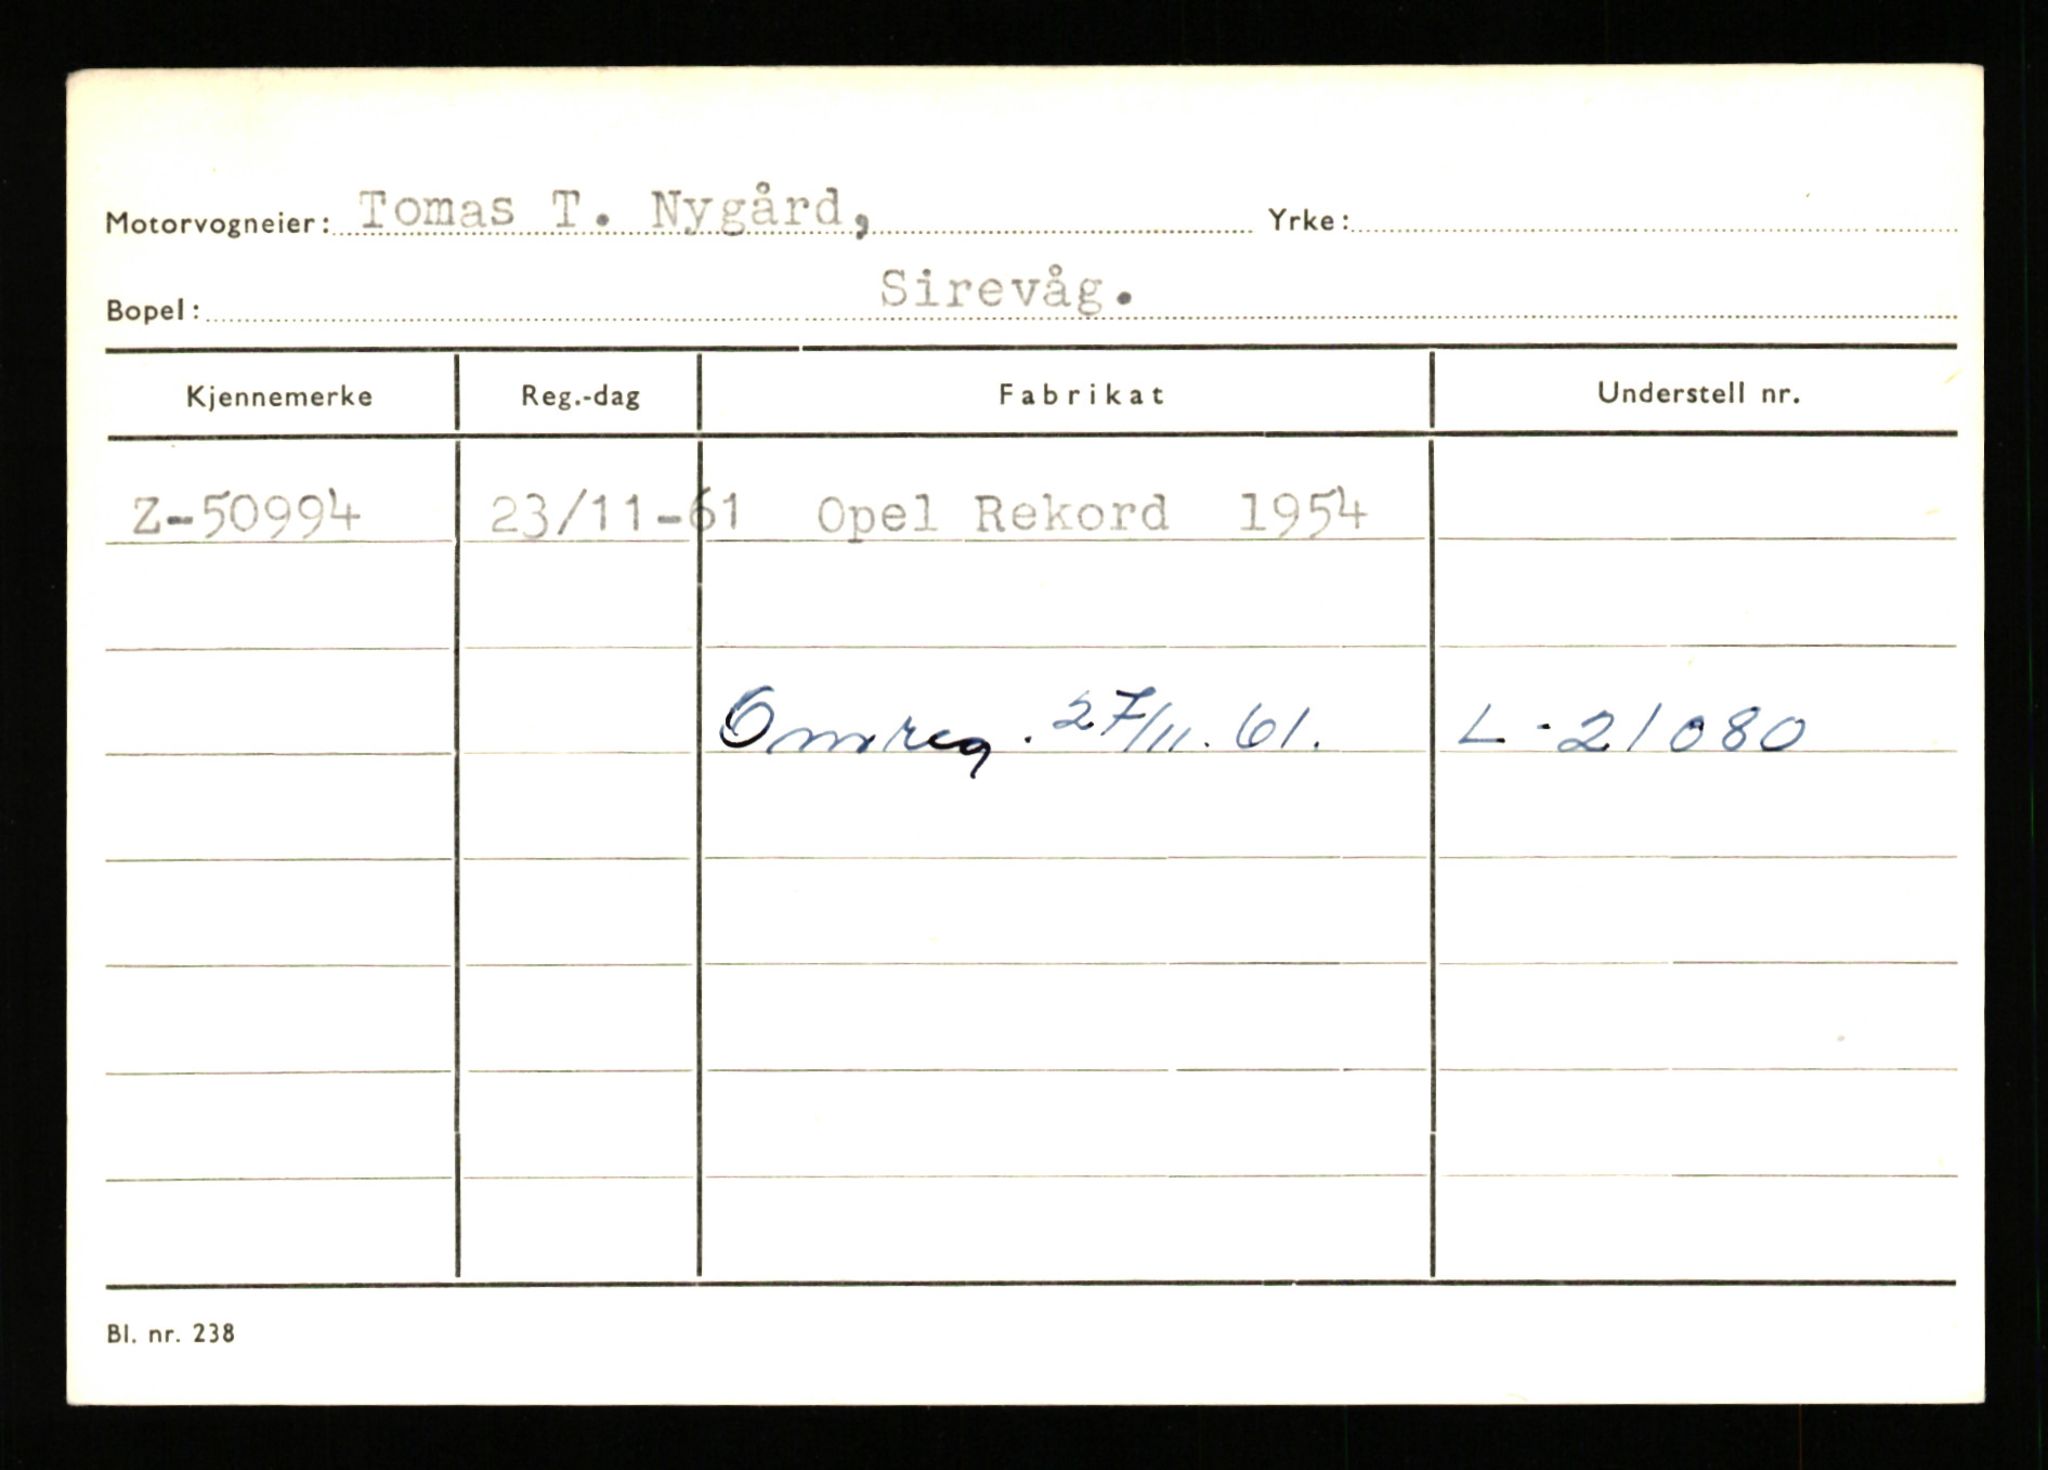 Motorvogneier: Tomas T. Nygård, Yrke:
Bopel: Sirevåg.
Kjennemerke Reg.-dag Fabrikat Understell nr.
Z-50994 23/11-61 Opel Rekord 1954
Omreg. 27/11.61. L-21080
Bl. nr. 238